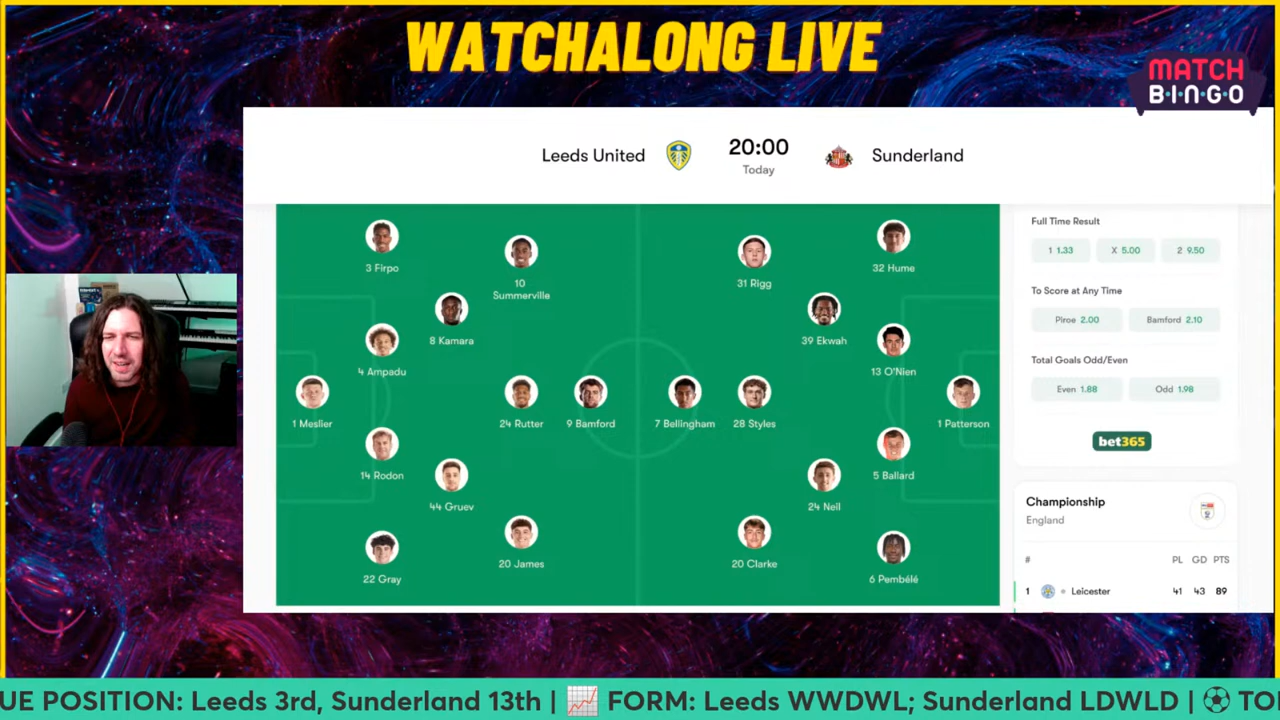 WATCHALONG LIVE
MATCH
B·I·N·G·O
Leeds United
20:00
Today
Sunderland
3 Firpo
10
Summerville
31 Rigg
32 Hume
8 Kamara
39 Ekwah
4 Ampadu
13 O'Nien
1 Meslier
24 Rutter
9 Bamford
7 Bellingham
28 Styles
1 Patterson
14 Rodon
5 Ballard
44 Gruev
24 Neil
20 James
20 Clarke
22 Gray
6 Pembélé
Full Time Result
1 1.33
X 5.00
2 9.50
To Score at Any Time
Piroe 2.00
Bamford 2.10
Total Goals Odd/Even
Even 1.88
Odd 1.98
bet365
Championship
England
# PL GD PTS
1 Leicester 41 43 89
UE POSITION: Leeds 3rd, Sunderland 13th | 📈 FORM: Leeds WWDWL; Sunderland LDWLD | ⚽ TO